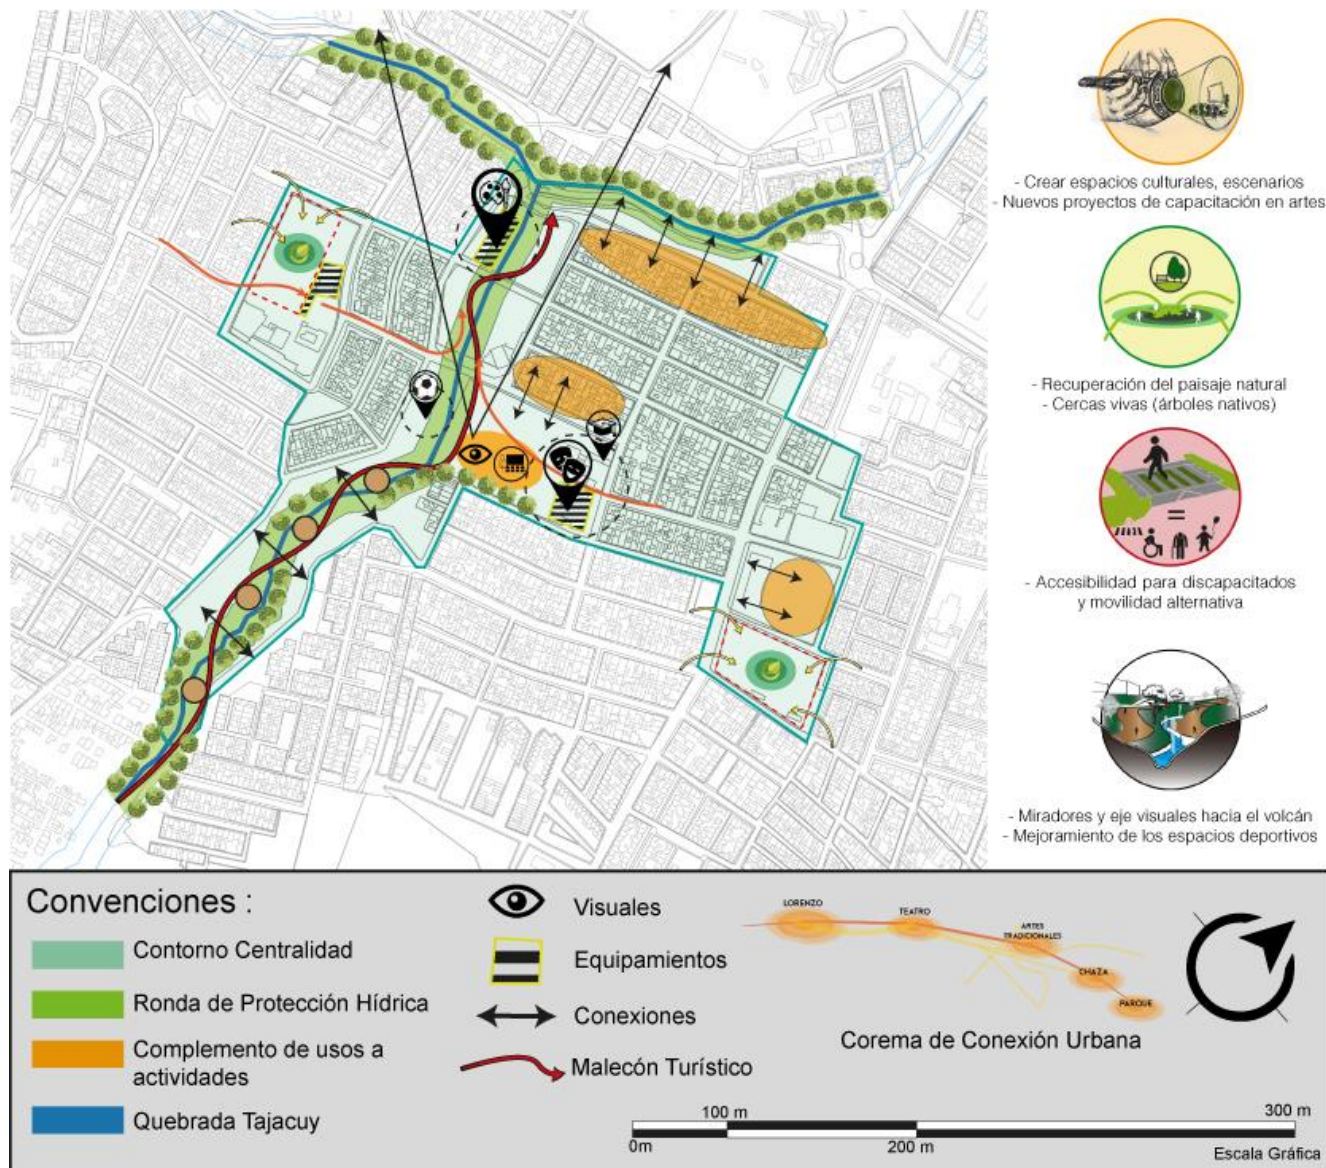 - Crear espacios culturales, escenarios
- Nuevos proyectos de capacitación en artes
- Recuperación del paisaje natural
- Cercas vivas (árboles nativos)
- Accesibilidad para discapacitados
y movilidad alternativa
- Miradores y eje visuales hacia el volcán
- Mejoramiento de los espacios deportivos
Convenciones :
Contorno Centralidad
Ronda de Protección Hídrica
Complemento de usos a
actividades
Quebrada Tajacuy
Visuales
Equipamientos
Conexiones
Malecón Turístico
LORENZO
TEATRO
ARTES
TRADICIONALES
CHAZA
PARQUE
Corema de Conexión Urbana
100 m
300 m
0m
200 m
Escala Gráfica